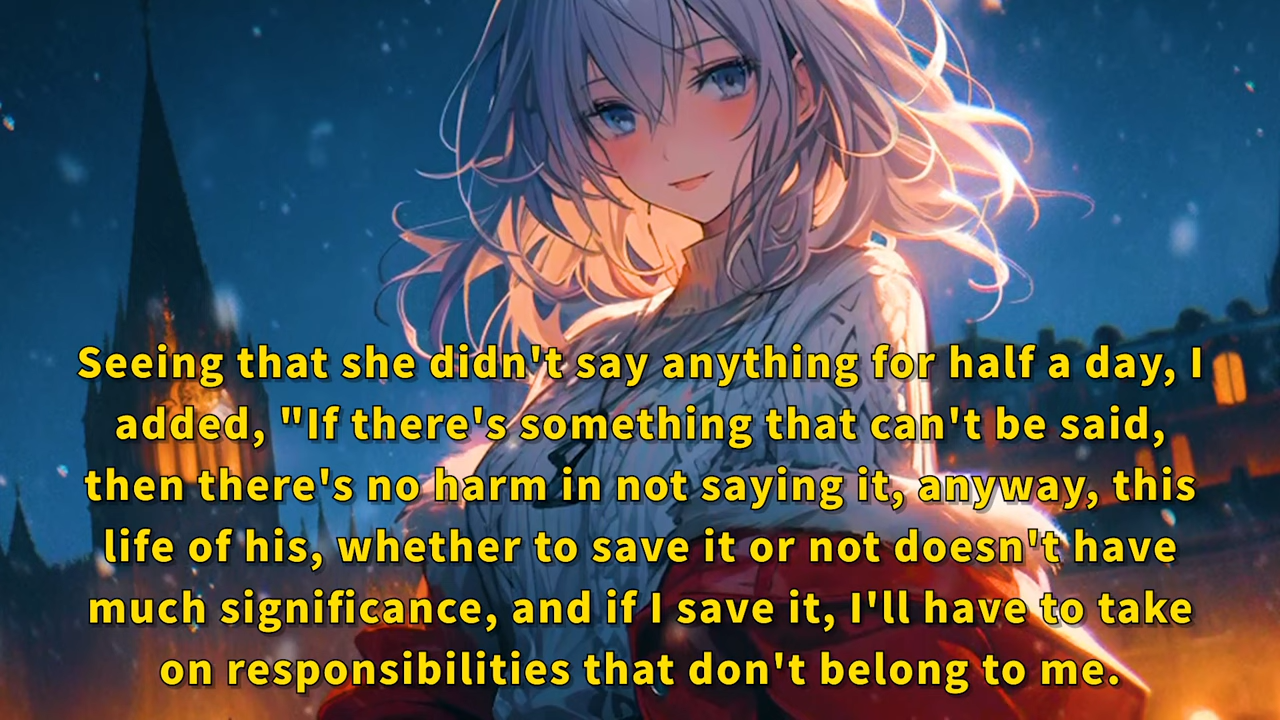 Seeing that she didn't say anything for half a day, I
added, "If there's something that can't be said,
then there's no harm in not saying it, anyway, this
life of his, whether to save it or not doesn't have
much significance, and if I save it, I'll have to take
on responsibilities that don't belong to me.